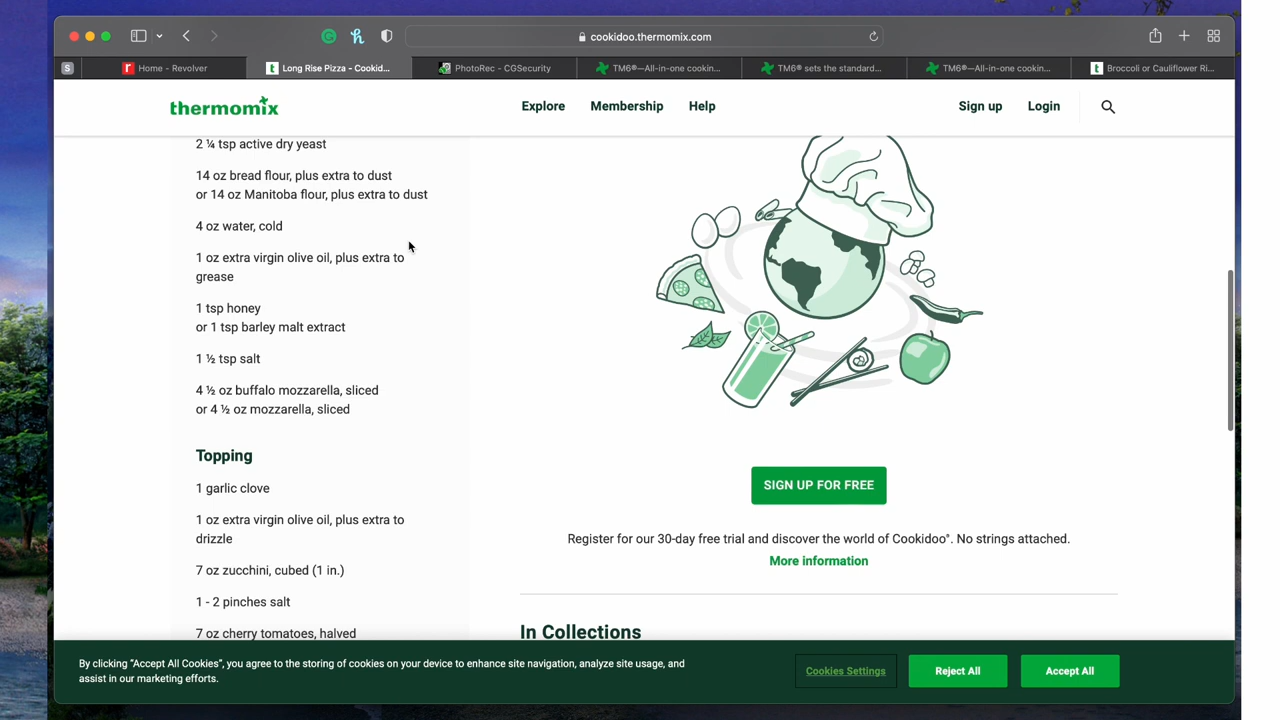 cookidoo.thermomix.com
S
Home - Revolver
Long Rise Pizza - Cookid...
PhotoRec - CGSecurity
TM6®—All-in-one cookin...
TM6® sets the standard...
TM6®—All-in-one cookin...
Broccoli or Cauliflower Ri...
thermomix
Explore
Membership
Help
Sign up
Login
2 ¼ tsp active dry yeast
14 oz bread flour, plus extra to dust
or 14 oz Manitoba flour, plus extra to dust
4 oz water, cold
1 oz extra virgin olive oil, plus extra to
grease
1 tsp honey
or 1 tsp barley malt extract
1 ½ tsp salt
4 ½ oz buffalo mozzarella, sliced
or 4 ½ oz mozzarella, sliced
Topping
1 garlic clove
1 oz extra virgin olive oil, plus extra to
drizzle
7 oz zucchini, cubed (1 in.)
1 - 2 pinches salt
7 oz cherry tomatoes, halved
SIGN UP FOR FREE
Register for our 30-day free trial and discover the world of Cookidoo®. No strings attached.
More information
In Collections
By clicking "Accept All Cookies", you agree to the storing of cookies on your device to enhance site navigation, analyze site usage, and
assist in our marketing efforts.
Cookies Settings
Reject All
Accept All